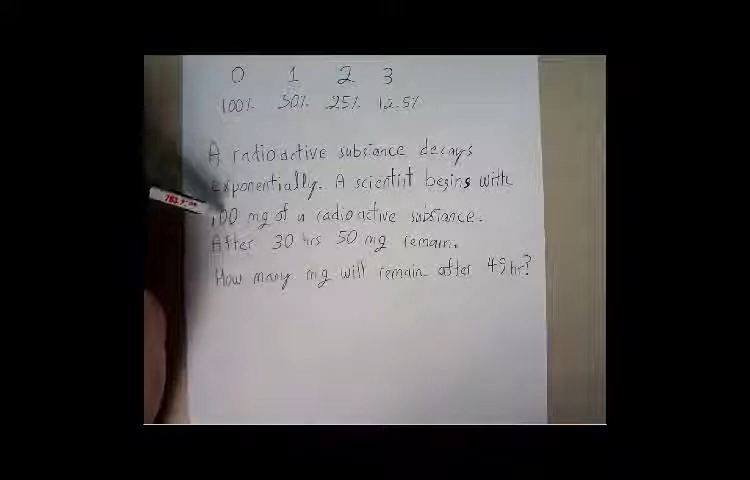 0 1 2 3
100% 50% 25% 12.5%
A radioactive substance decays
exponentially. A scientist begins with
100 mg of a radioactive substance.
After 30 hrs 50 mg remain.
How many mg will remain after 49 hr?